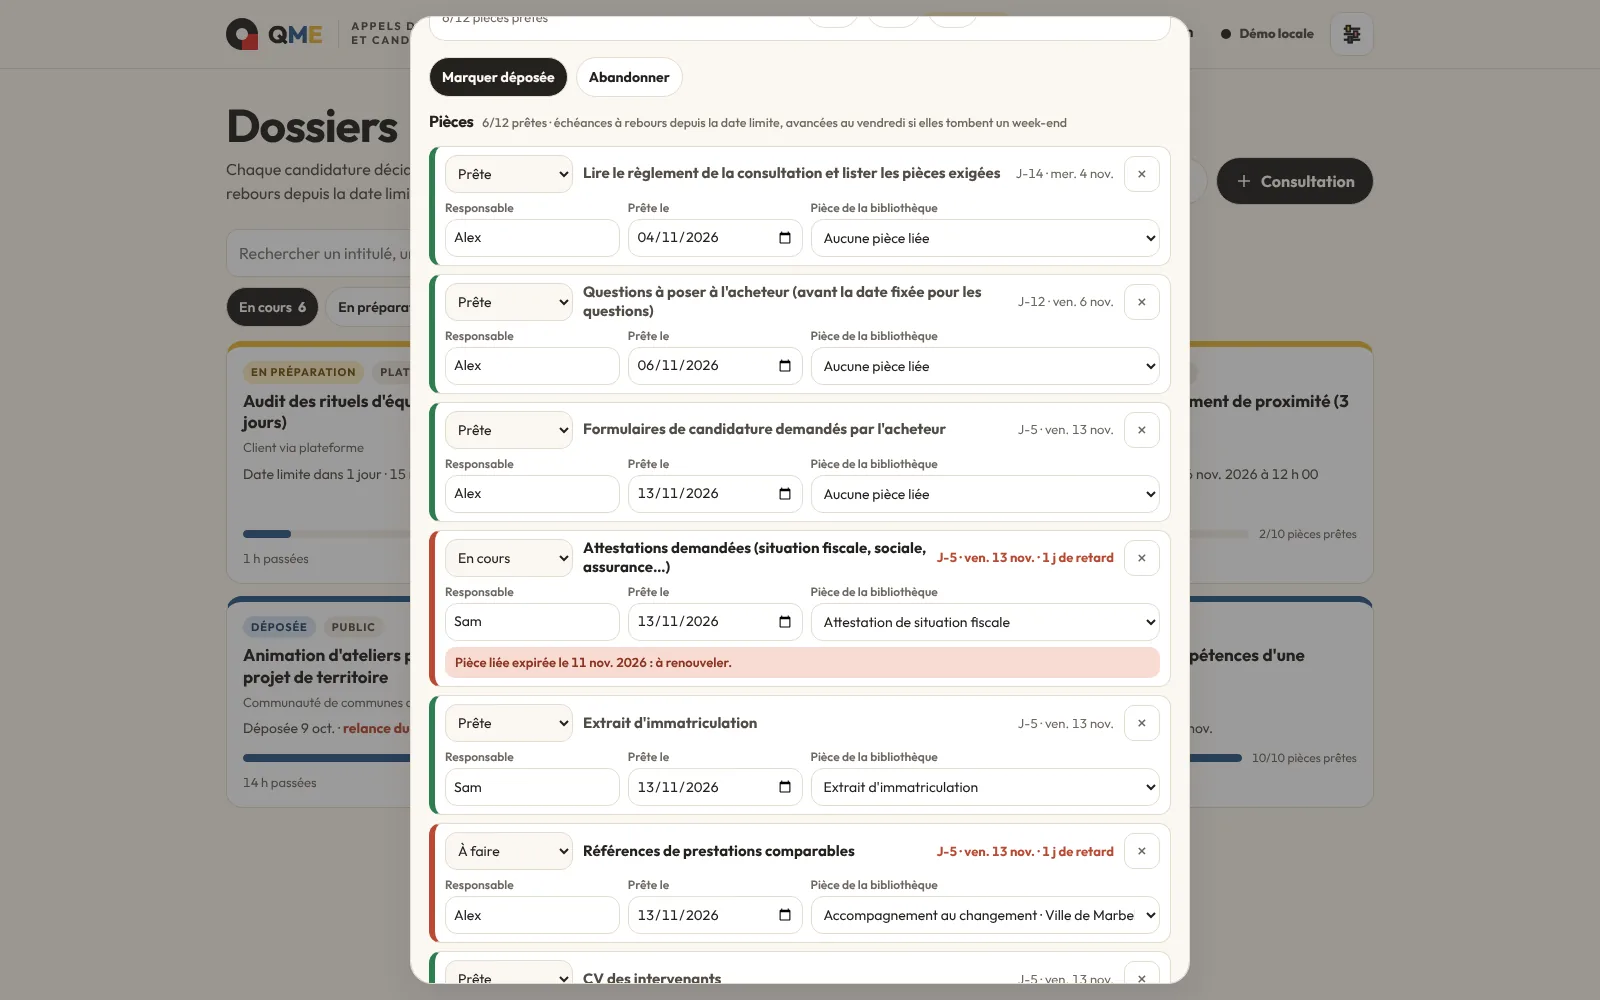 QME
APPELS D
ET CAND
Démo locale
6/12 pièces prêtes
Marquer déposée
Abandonner
Dossiers
Chaque candidature décid
rebours depuis la date limi
Consultation
Rechercher un intitulé, u
En cours 6
En prépara
EN PRÉPARATION
PLAT
Audit des rituels d'équ
jours)
Client via plateforme
Date limite dans 1 jour · 15
1 h passées
ment de proximité (3
nov. 2026 à 12 h 00
2/10 pièces prêtes
DÉPOSÉE
PUBLIC
Animation d'ateliers p
projet de territoire
Communauté de communes
Déposée 9 oct. · relance du
14 h passées
pétences d'une
nov.
10/10 pièces prêtes
Pièces 6/12 prêtes · échéances à rebours depuis la date limite, avancées au vendredi si elles tombent un week-end
Prête
Lire le règlement de la consultation et lister les pièces exigées
J-14 · mer. 4 nov.
×
Responsable
Prête le
Pièce de la bibliothèque
Alex
04/11/2026
Aucune pièce liée
Prête
Questions à poser à l'acheteur (avant la date fixée pour les
questions)
J-12 · ven. 6 nov.
×
Responsable
Prête le
Pièce de la bibliothèque
Alex
06/11/2026
Aucune pièce liée
Prête
Formulaires de candidature demandés par l'acheteur
J-5 · ven. 13 nov.
×
Responsable
Prête le
Pièce de la bibliothèque
Alex
13/11/2026
Aucune pièce liée
En cours
Attestations demandées (situation fiscale, sociale,
assurance...)
J-5 · ven. 13 nov. · 1 j de retard
×
Responsable
Prête le
Pièce de la bibliothèque
Sam
13/11/2026
Attestation de situation fiscale
Pièce liée expirée le 11 nov. 2026 : à renouveler.
Prête
Extrait d'immatriculation
J-5 · ven. 13 nov.
×
Responsable
Prête le
Pièce de la bibliothèque
Sam
13/11/2026
Extrait d'immatriculation
À faire
Références de prestations comparables
J-5 · ven. 13 nov. · 1 j de retard
×
Responsable
Prête le
Pièce de la bibliothèque
Alex
13/11/2026
Accompagnement au changement · Ville de Marbe
Prête
CV des intervenants
J-5 · ven. 13 nov.
×